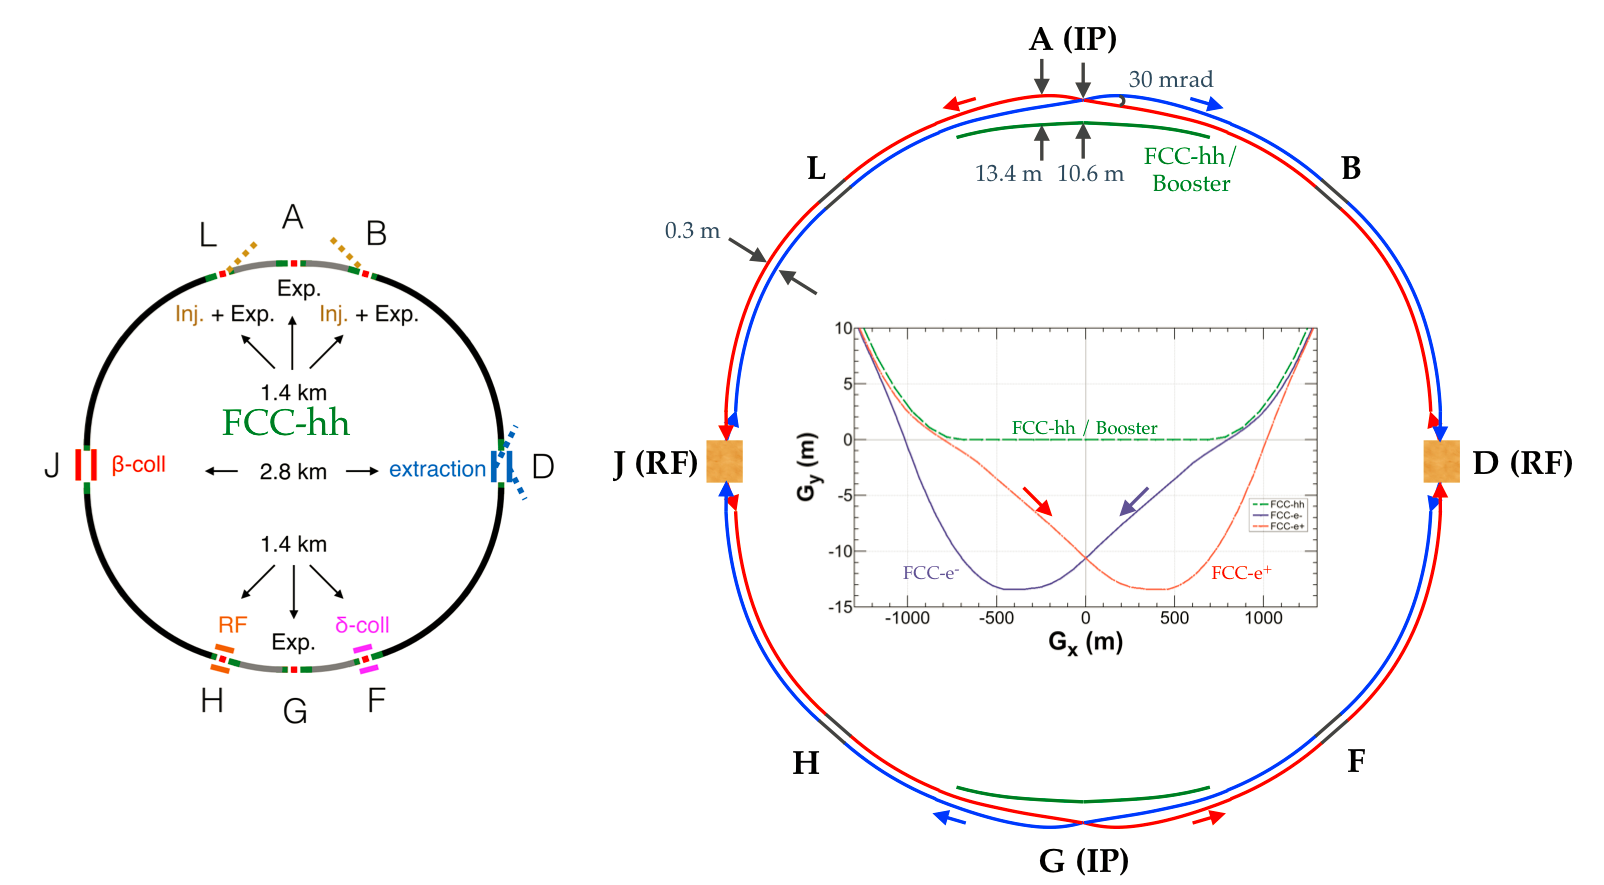 L
A
B
Exp.
Inj. + Exp.
Inj. + Exp.
1.4 km
FCC-hh
J
β-coll
2.8 km
extraction
D
1.4 km
RF
δ-coll
Exp.
H
G
F
A (IP)
30 mrad
13.4 m
10.6 m
FCC-hh/
Booster
L
B
0.3 m
J (RF)
D (RF)
10
5
0
-5
-10
-15
Gy (m)
FCC-hh / Booster
FCC-hh
FCC-e-
FCC-e+
FCC-e-
FCC-e+
-1000
-500
0
500
1000
Gx (m)
H
F
G (IP)